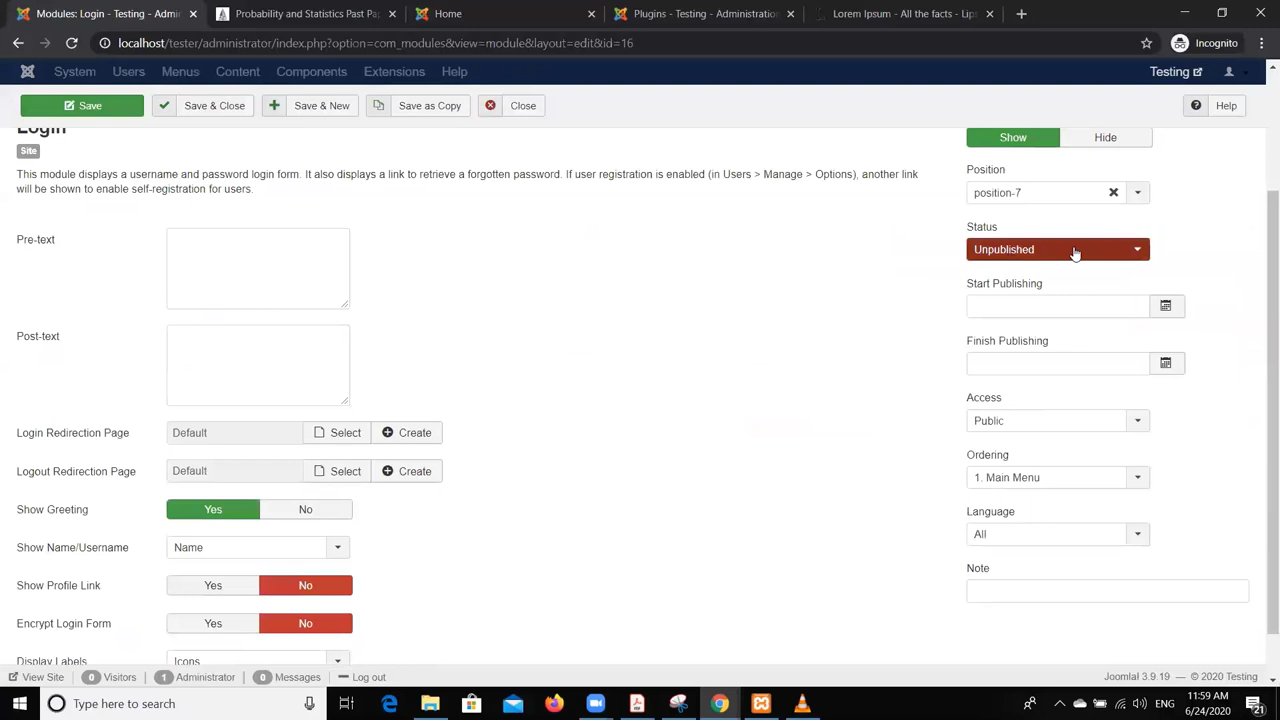 Modules: Login - Testing - Admin
Probability and Statistics Past Pap
Home
Plugins - Testing - Administration
Lorem Ipsum - All the facts - Lips
localhost/tester/administrator/index.php?option=com_modules&view=module&layout=edit&id=16
Incognito
System
Users
Menus
Content
Components
Extensions
Help
Testing
Save
Save & Close
Save & New
Save as Copy
Close
Help
Login
Site
This module displays a username and password login form. It also displays a link to retrieve a forgotten password. If user registration is enabled (in Users > Manage > Options), another link
will be shown to enable self-registration for users.
Pre-text
Post-text
Login Redirection Page
Default
Select
Create
Logout Redirection Page
Default
Select
Create
Show Greeting
Yes
No
Show Name/Username
Name
Show Profile Link
Yes
No
Encrypt Login Form
Yes
No
Display Labels
Icons
Show
Hide
Position
position-7
Status
Unpublished
Start Publishing
Finish Publishing
Access
Public
Ordering
1. Main Menu
Language
All
Note
View Site
0 Visitors
1 Administrator
0 Messages
Log out
Joomla! 3.9.19 — © 2020 Testing
Type here to search
ENG
11:59 AM
6/24/2020
21